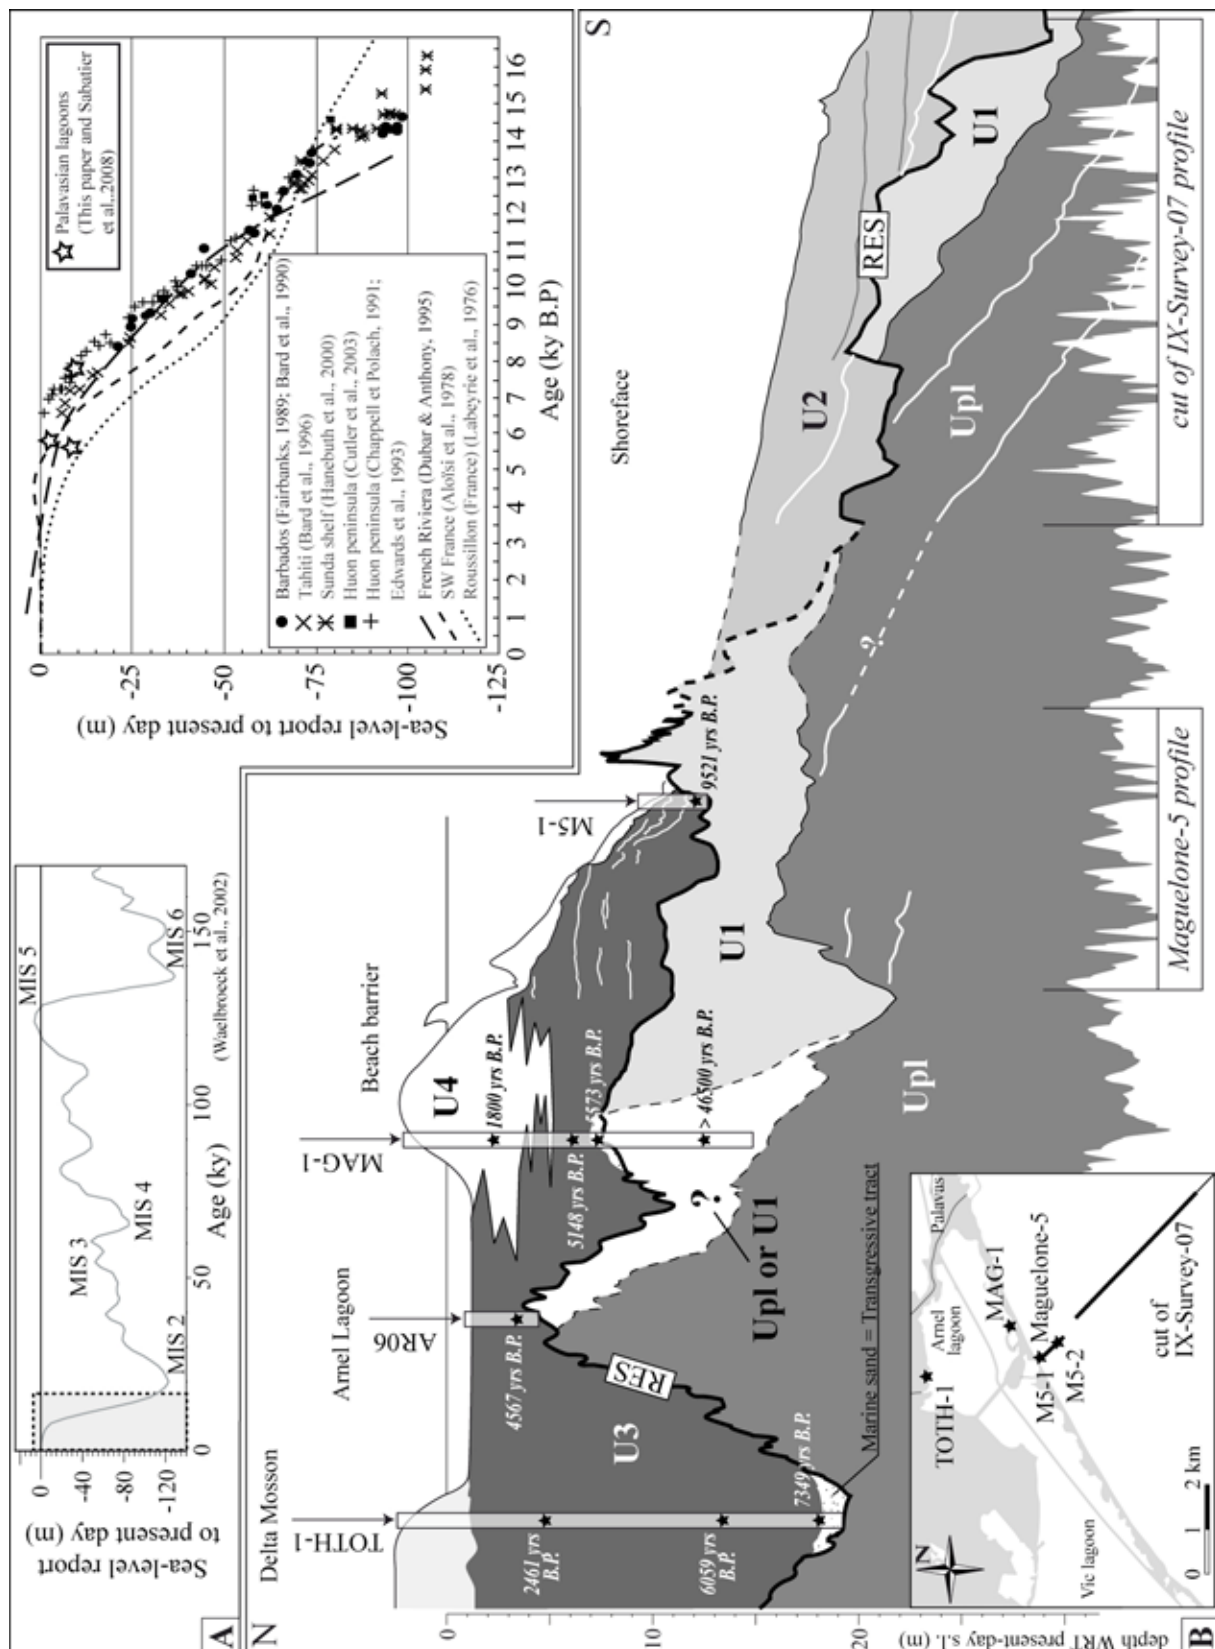 A
Sea-level report
to present day (m)
0
-40
-80
-120
MIS 5
MIS 3
MIS 4
MIS 2
MIS 6
0
50
100
150
Age (ky)
(Waelbroeck et al., 2002)
Sea-level report to present day (m)
0
-25
-50
-75
-100
-125
0 1 2 3 4 5 6 7 8 9 10 11 12 13 14 15 16
Age (ky B.P)
Palavasian lagoons
(This paper and Sabatier
et al.,2008)
Barbados (Fairbanks, 1989; Bard et al., 1990)
Tahiti (Bard et al., 1996)
Sunda shelf (Hanebuth et al., 2000)
Huon peninsula (Cutler et al., 2003)
Huon peninsula (Chappell et Polach, 1991;
Edwards et al., 1993)
French Riviera (Dubar & Anthony, 1995)
SW France (Aloïsi et al., 1978)
Roussillon (France) (Labeyrie et al., 1976)
N
S
Delta Mosson
Arnel Lagoon
Beach barrier
Shoreface
TOTH-1
AR06
MAG-1
M5-1
0
10
20
depth WRT present-day s.l. (m)
2461 yrs
B.P.
6059 yrs
B.P.
7349 yrs B.P.
4567 yrs B.P.
1800 yrs B.P.
5148 yrs B.P.
5573 yrs B.P.
> 46500 yrs B.P.
9521 yrs B.P.
U4
U3
RES
?
Upl or U1
U1
Upl
?
U2
RES
Upl
U1
Marine sand = Transgressive tract
Maguelone-5 profile
cut of IX-Survey-07 profile
N
TOTH-1
Arnel
lagoon
Palavas
MAG-1
Maguelone-5
M5-1
M5-2
Vic lagoon
cut of
IX-Survey-07
0 1 2 km
B